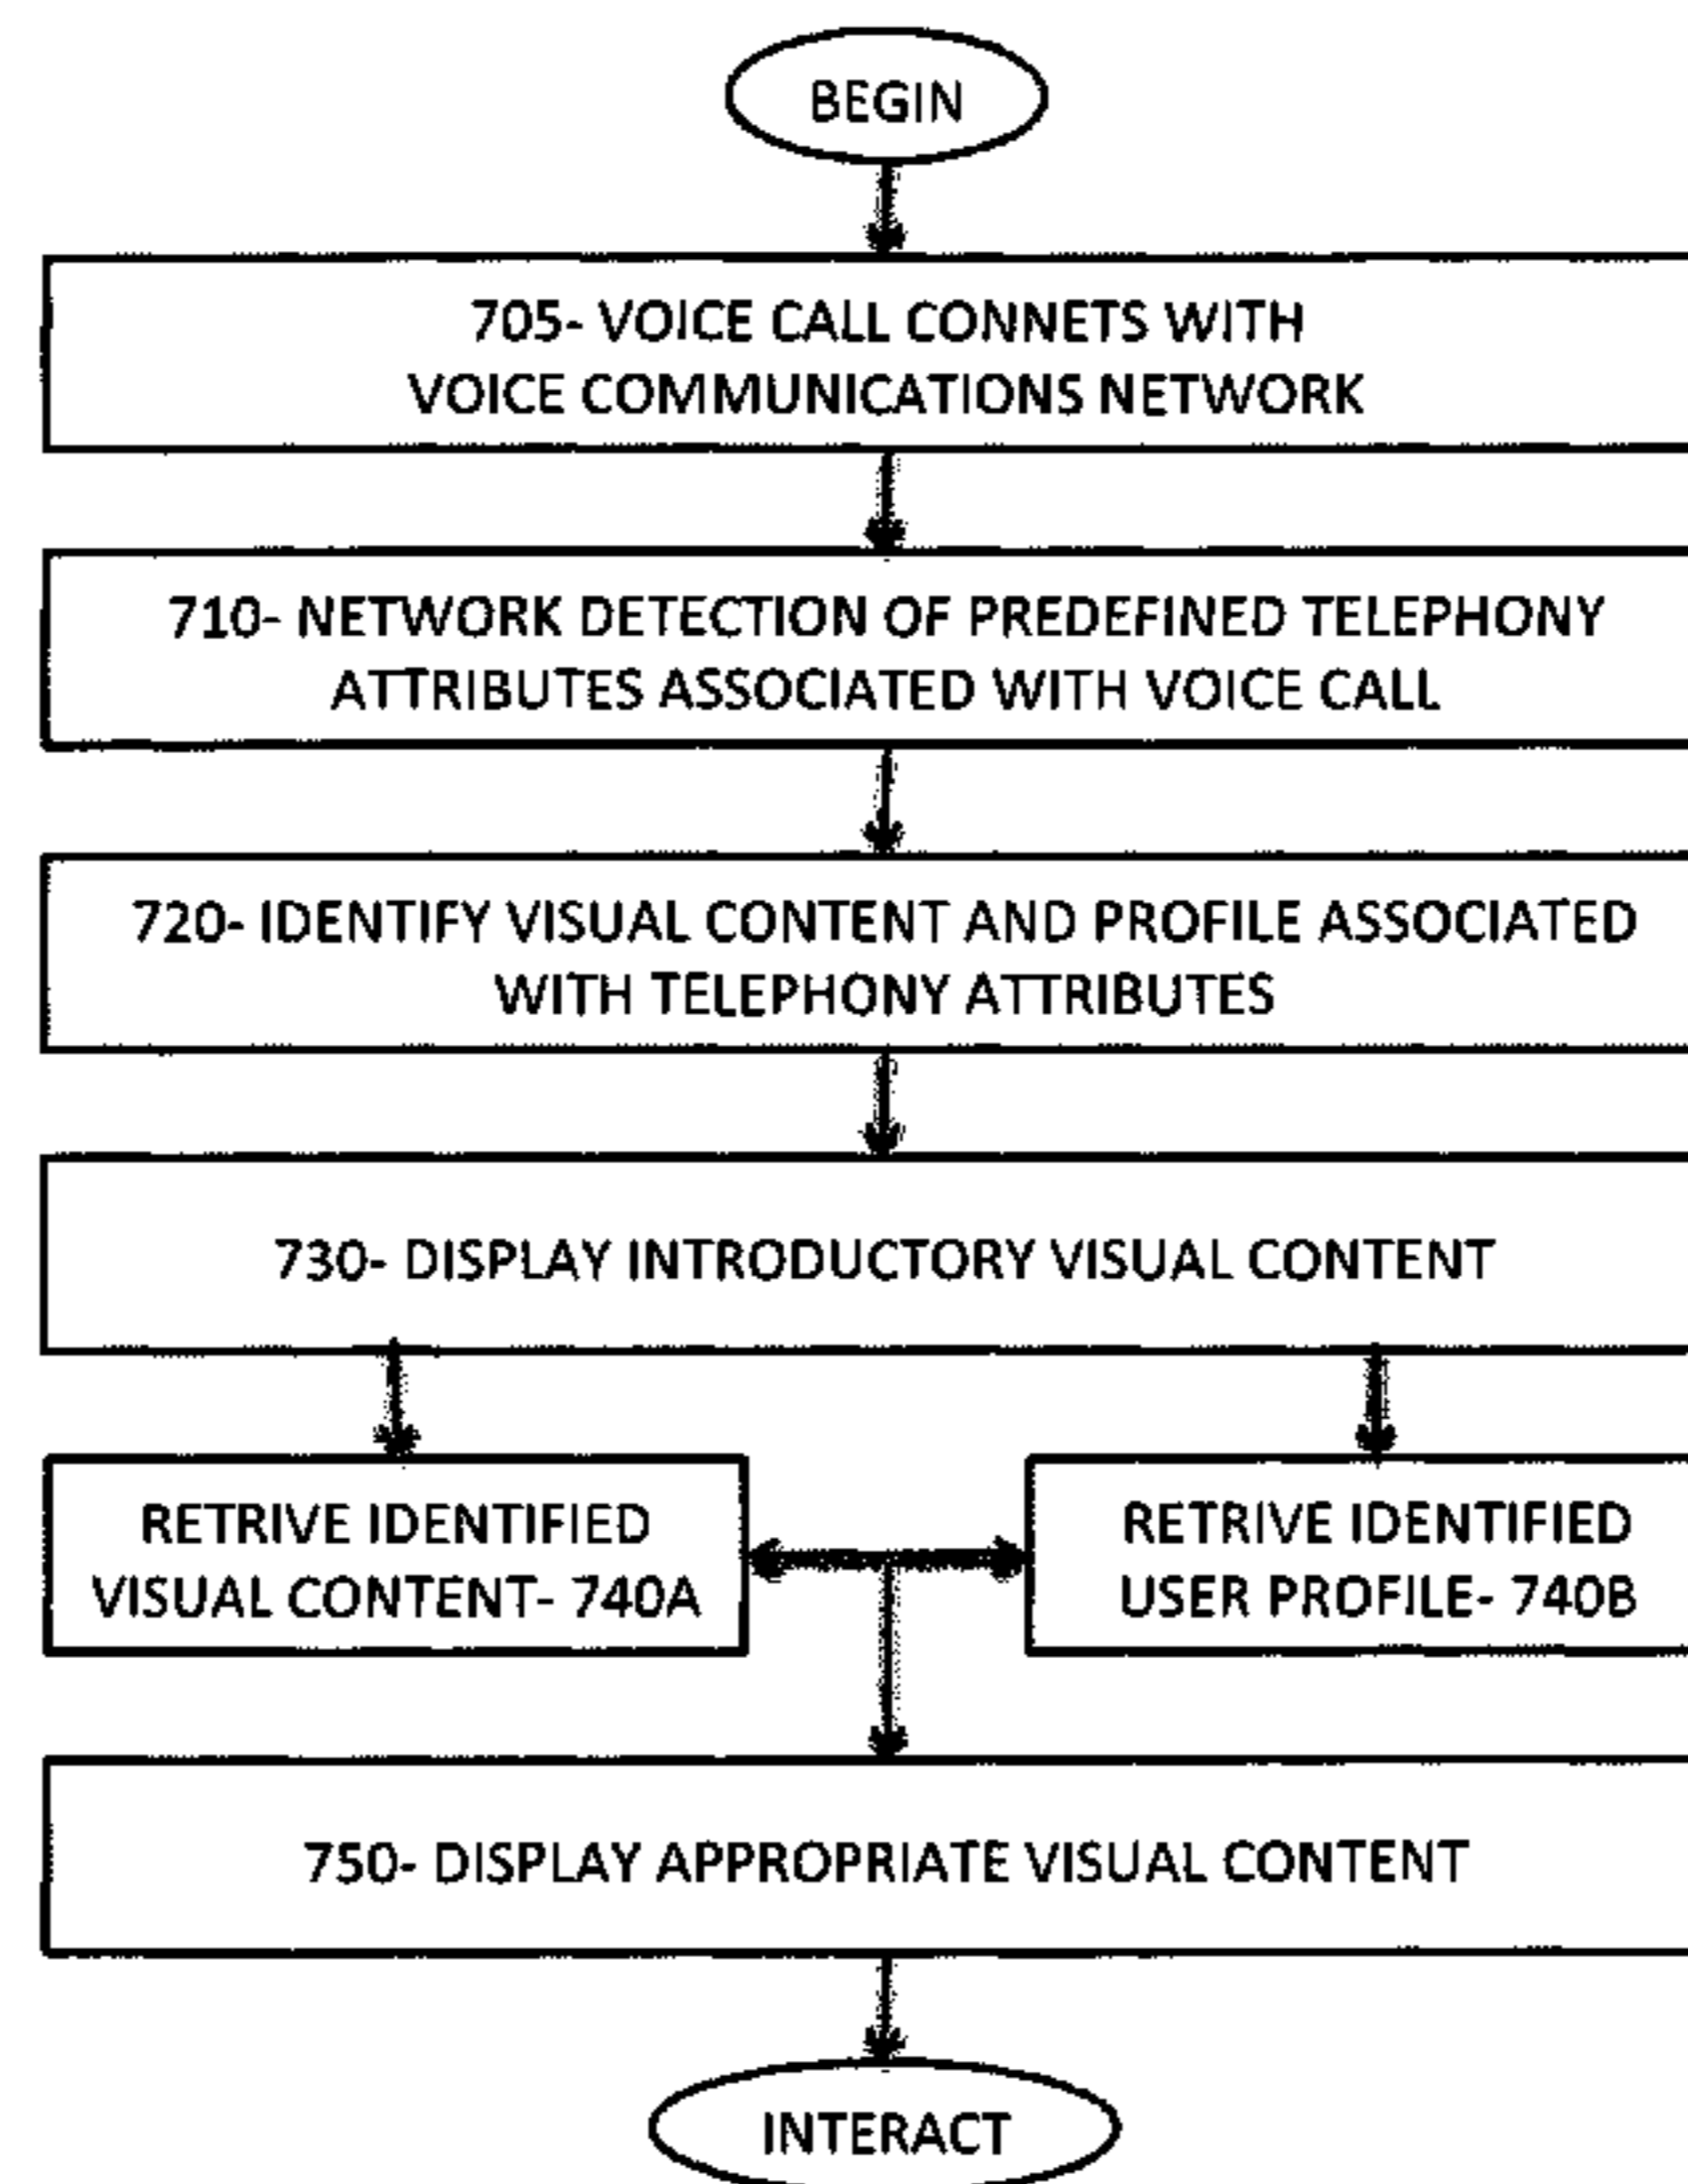 BEGIN
705- VOICE CALL CONNETS WITH
VOICE COMMUNICATIONS NETWORK
710- NETWORK DETECTION OF PREDEFINED TELEPHONY
ATTRIBUTES ASSOCIATED WITH VOICE CALL
720- IDENTIFY VISUAL CONTENT AND PROFILE ASSOCIATED
WITH TELEPHONY ATTRIBUTES
730- DISPLAY INTRODUCTORY VISUAL CONTENT
RETRIVE IDENTIFIED
VISUAL CONTENT- 740A
RETRIVE IDENTIFIED
USER PROFILE- 740B
750- DISPLAY APPROPRIATE VISUAL CONTENT
INTERACT